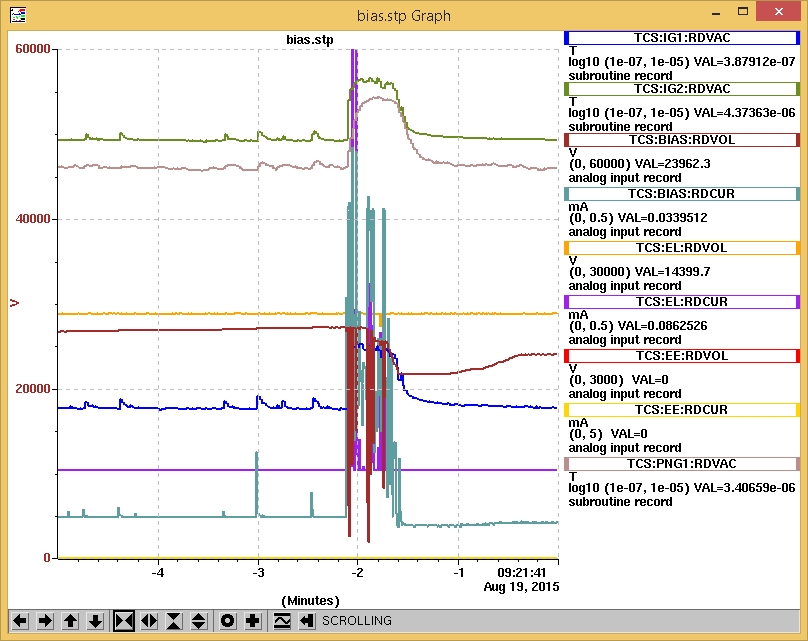 bias.stp Graph
bias.stp
60000
40000
20000
0
V
-4
-3
-2
-1
09:21:41
Aug 19, 2015
(Minutes)
TCS:IG1:RDVAC
T
log10 (1e-07, 1e-05) VAL=3.87912e-07
subroutine record
TCS:IG2:RDVAC
T
log10 (1e-07, 1e-05) VAL=4.37363e-06
subroutine record
TCS:BIAS:RDVOL
V
(0, 60000) VAL=23962.3
analog input record
TCS:BIAS:RDCUR
mA
(0, 0.5) VAL=0.0339512
analog input record
TCS:EL:RDVOL
V
(0, 30000) VAL=14399.7
analog input record
TCS:EL:RDCUR
mA
(0, 0.5) VAL=0.0862526
analog input record
TCS:EE:RDVOL
V
(0, 3000) VAL=0
analog input record
TCS:EE:RDCUR
mA
(0, 5) VAL=0
analog input record
TCS:PNG1:RDVAC
T
log10 (1e-07, 1e-05) VAL=3.40659e-06
subroutine record
SCROLLING